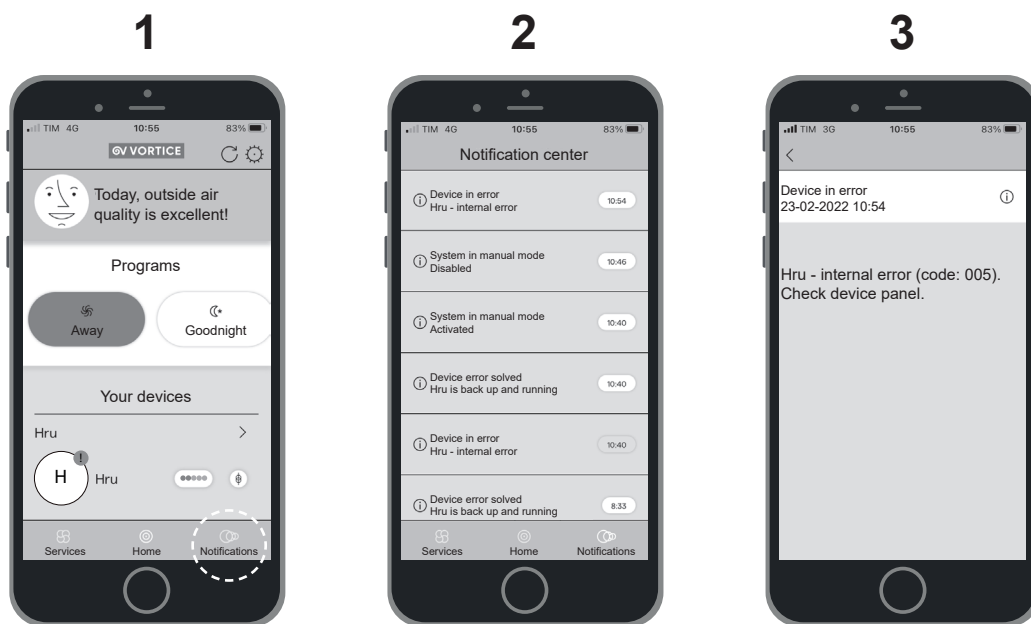 1
TIM 4G 10:55 83%
VORTICE
Today, outside air
quality is excellent!
Programs
Away
Goodnight
Your devices
Hru
H
!
Hru
Services Home Notifications
2
TIM 4G 10:55 83%
Notification center
Device in error
Hru - internal error
10:54
System in manual mode
Disabled
10:46
System in manual mode
Activated
10:40
Device error solved
Hru is back up and running
10:40
Device in error
Hru - internal error
10:40
Device error solved
Hru is back up and running
8:33
Services Home Notifications
3
TIM 3G 10:55 83%
Device in error
23-02-2022 10:54
Hru - internal error (code: 005).
Check device panel.